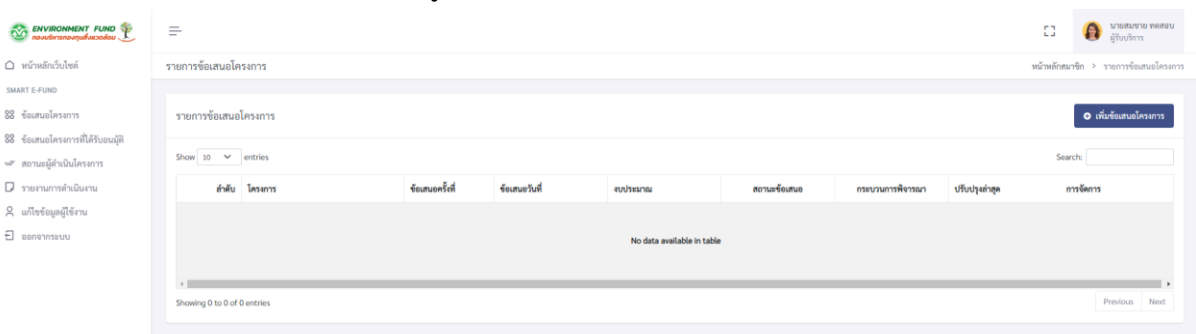 ENVIRONMENT FUND
กองบริหารกองทุนสิ่งแวดล้อม
นายสมชาย ทดสอบ
ผู้รับบริการ
หน้าหลักเว็บไซต์
รายการข้อเสนอโครงการ
หน้าหลักสมาชิก > รายการข้อเสนอโครงการ
SMART E-FUND
ข้อเสนอโครงการ
ข้อเสนอโครงการที่ได้รับอนุมัติ
สถานะผู้ดำเนินโครงการ
รายงานการดำเนินงาน
แก้ไขข้อมูลผู้ใช้งาน
ออกจากระบบ
รายการข้อเสนอโครงการ
เพิ่มข้อเสนอโครงการ
Show 10 entries
Search:
ลำดับ โครงการ ข้อเสนอครั้งที่ ข้อเสนอวันที่ งบประมาณ สถานะข้อเสนอ กระบวนการพิจารณา ปรับปรุงล่าสุด การจัดการ
No data available in table
Showing 0 to 0 of 0 entries
Previous Next